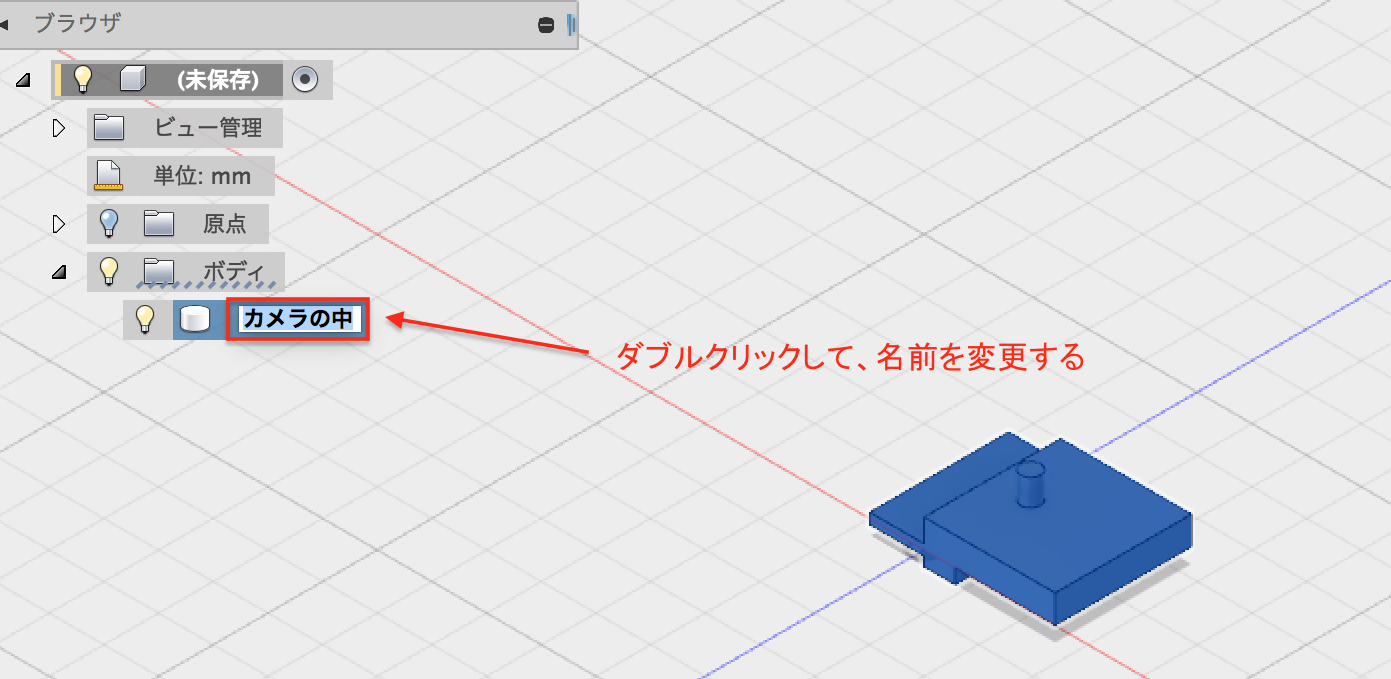 ブラウザ
(未保存)
ビュー管理
単位: mm
原点
ボディ
カメラの中
ダブルクリックして、名前を変更する